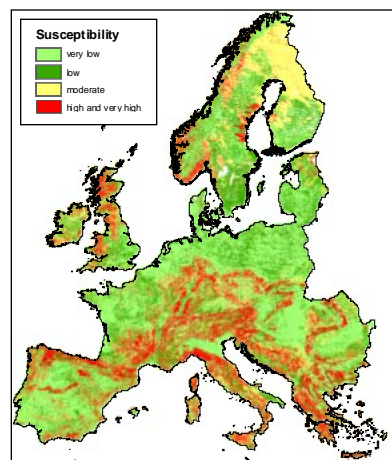 Susceptibility
very low
low
moderate
high and very high